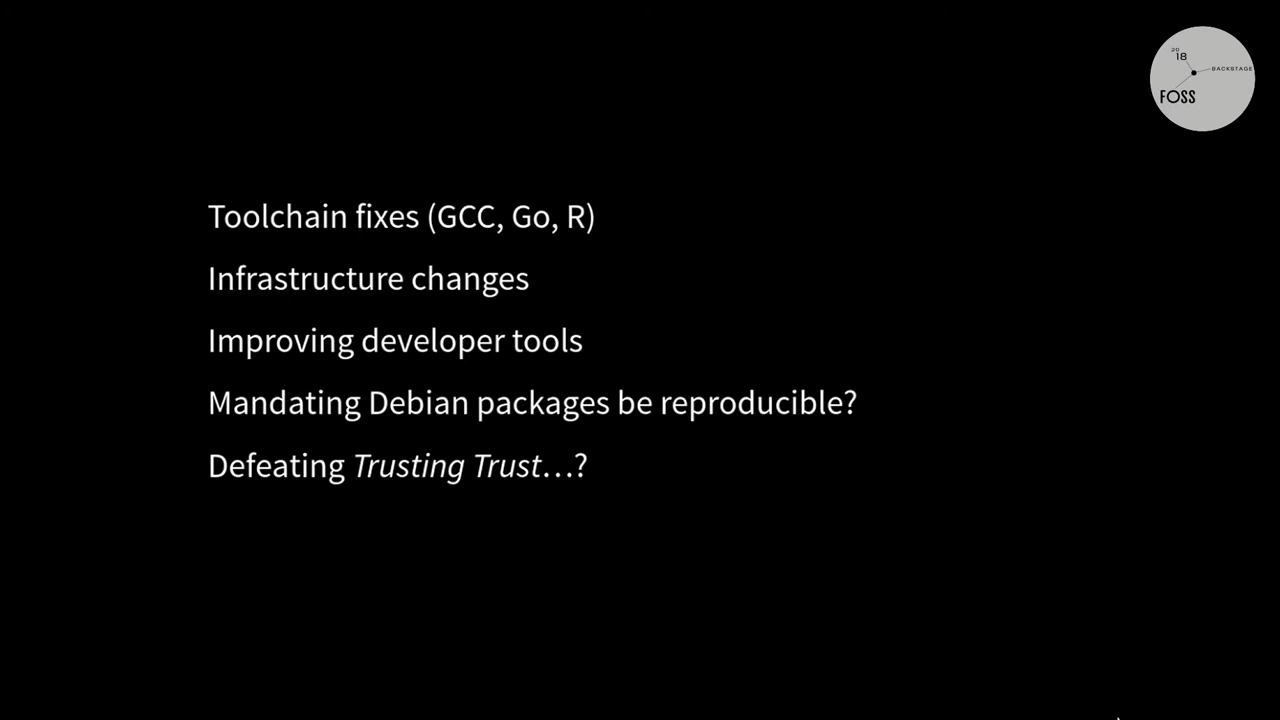 20
18
BACKSTAGE
FOSS
Toolchain fixes (GCC, Go, R)
Infrastructure changes
Improving developer tools
Mandating Debian packages be reproducible?
Defeating Trusting Trust…?